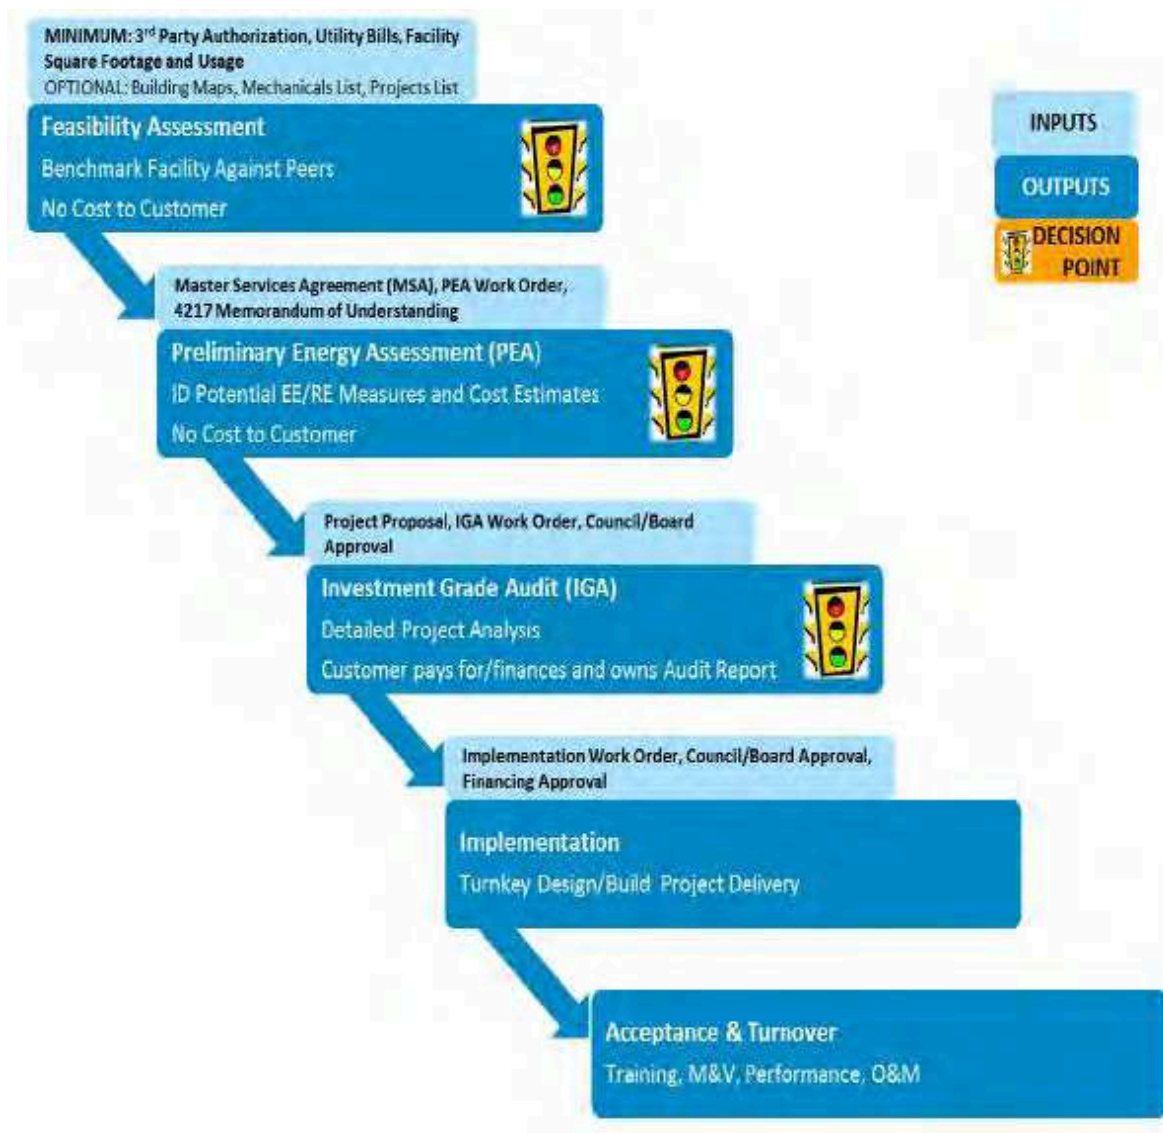 MINIMUM: 3rd Party Authorization, Utility Bills, Facility
Square Footage and Usage
OPTIONAL: Building Maps, Mechanicals List, Projects List
Feasibility Assessment
Benchmark Facility Against Peers
No Cost to Customer
INPUTS
OUTPUTS
DECISION
POINT
Master Services Agreement (MSA), PEA Work Order,
4217 Memorandum of Understanding
Preliminary Energy Assessment (PEA)
ID Potential EE/RE Measures and Cost Estimates
No Cost to Customer
Project Proposal, IGA Work Order, Council/Board
Approval
Investment Grade Audit (IGA)
Detailed Project Analysis
Customer pays for/finances and owns Audit Report
Implementation Work Order, Council/Board Approval,
Financing Approval
Implementation
Turnkey Design/Build Project Delivery
Acceptance & Turnover
Training, M&V, Performance, O&M